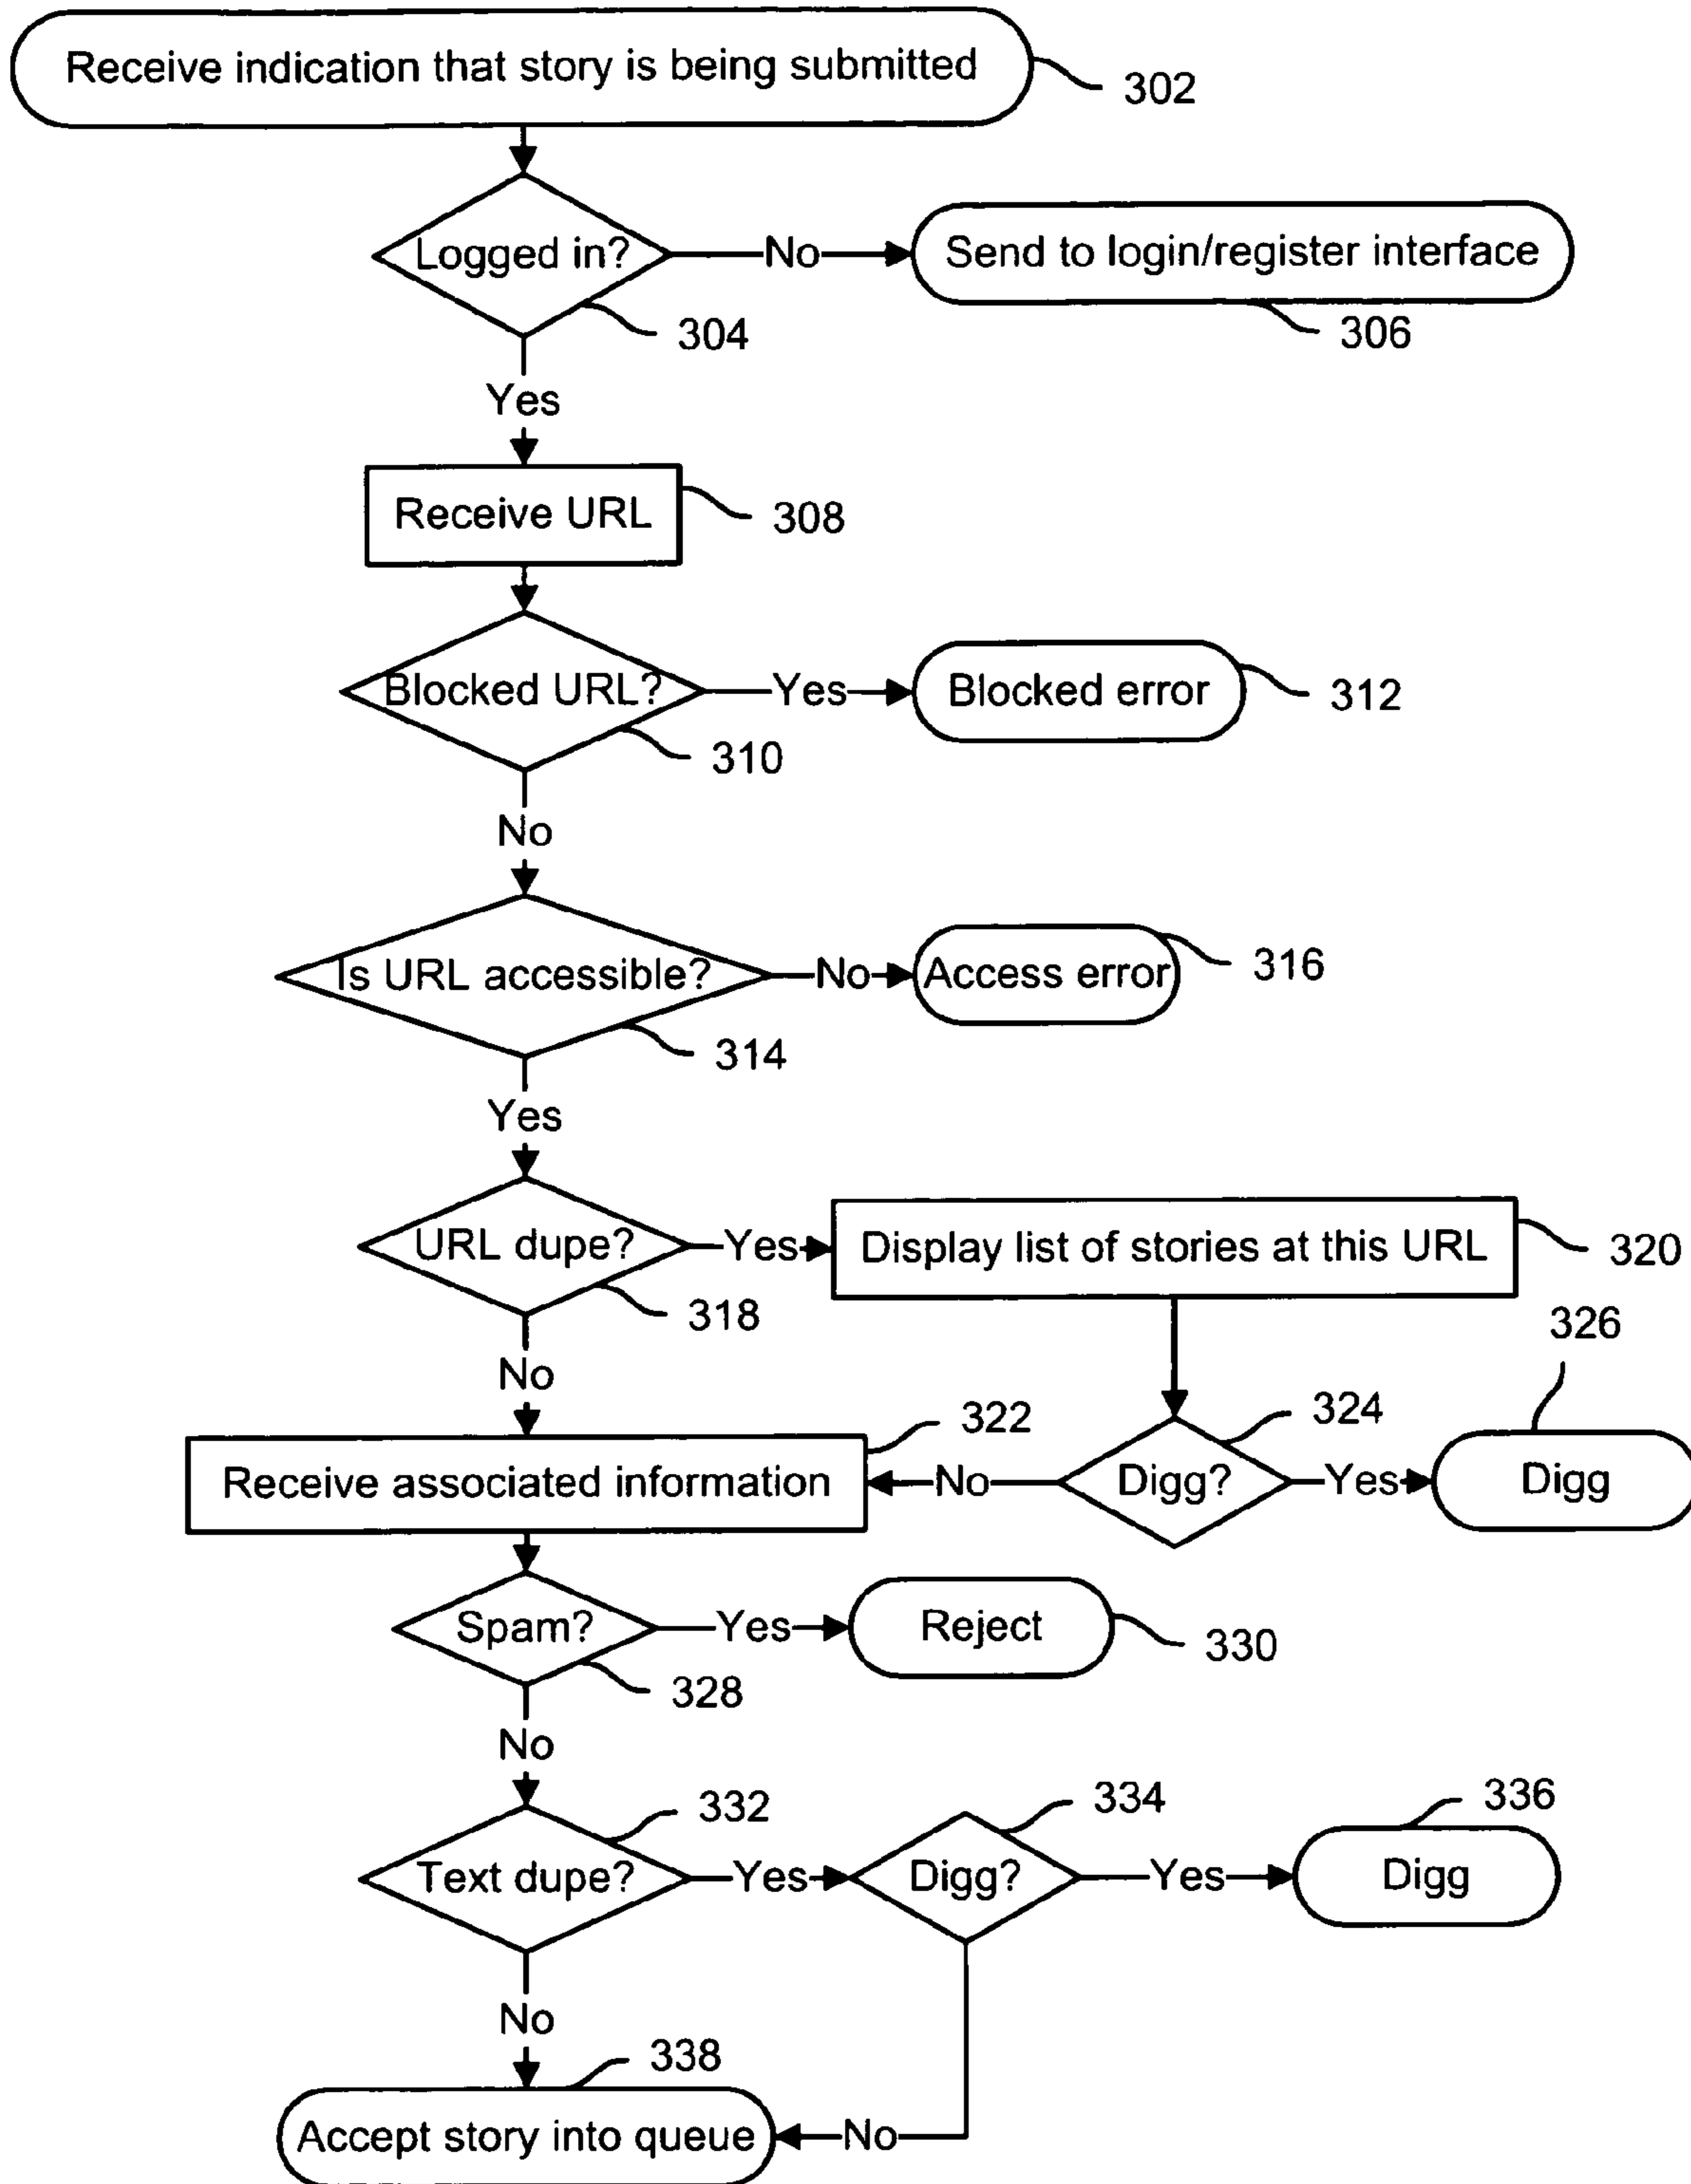 Receive indication that story is being submitted
302
Logged in?
No
Send to login/register interface
304
306
Yes
Receive URL
308
Blocked URL?
Yes
Blocked error
312
310
No
Is URL accessible?
No
Access error
316
314
Yes
URL dupe?
Yes
Display list of stories at this URL
320
318
326
No
322
324
Receive associated information
No
Digg?
Yes
Digg
Spam?
Yes
Reject
330
328
No
332
334
336
Text dupe?
Yes
Digg?
Yes
Digg
No
338
Accept story into queue
No